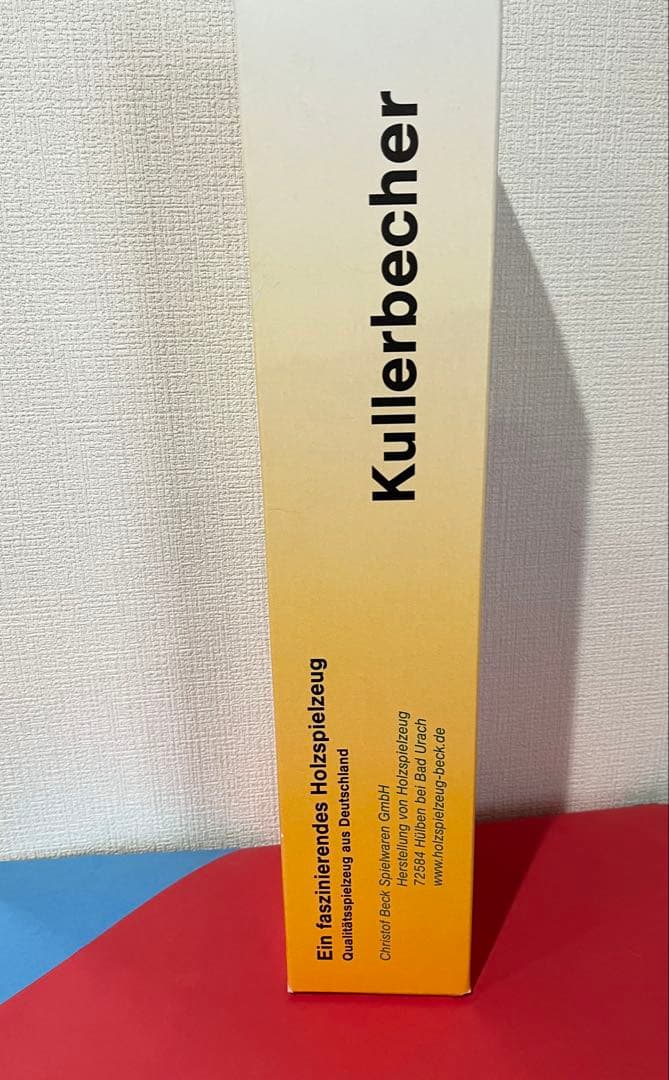 Kullerbecher
Ein faszinierendes Holzspielzeug
Qualitätsspielzeug aus Deutschland
Christof Beck Spielwaren GmbH
Herstellung von Holzspielzeug
72584 Hülben bei Bad Urach
www.holzspielzeug-beck.de